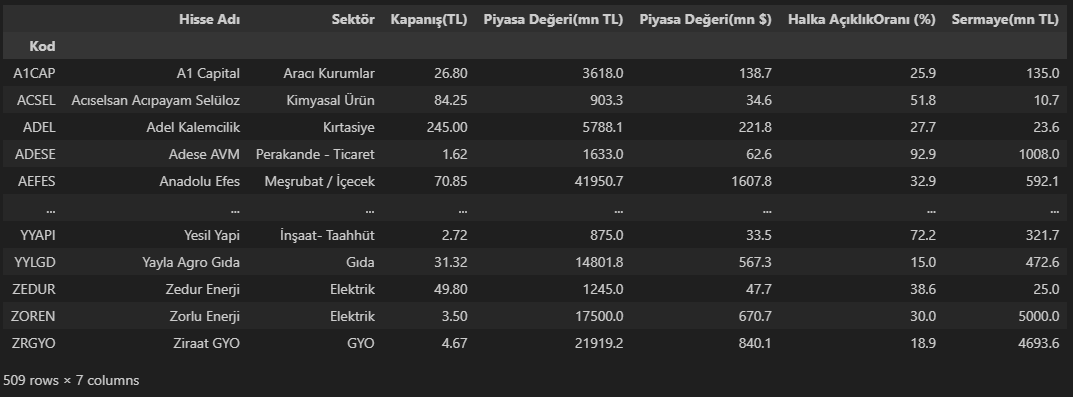 Hisse Adı Sektör Kapanış(TL) Piyasa Değeri(mn TL) Piyasa Değeri(mn $) Halka AçıklıkOranı (%) Sermaye(mn TL)
Kod
A1CAP A1 Capital Aracı Kurumlar 26.80 3618.0 138.7 25.9 135.0
ACSEL Acıselsan Acıpayam Selüloz Kimyasal Ürün 84.25 903.3 34.6 51.8 10.7
ADEL Adel Kalemcilik Kırtasiye 245.00 5788.1 221.8 27.7 23.6
ADESE Adese AVM Perakande - Ticaret 1.62 1633.0 62.6 92.9 1008.0
AEFES Anadolu Efes Meşrubat / İçecek 70.85 41950.7 1607.8 32.9 592.1
... ... ... ... ... ... ... ...
YYAPI Yesil Yapi İnşaat- Taahhüt 2.72 875.0 33.5 72.2 321.7
YYLGD Yayla Agro Gıda Gıda 31.32 14801.8 567.3 15.0 472.6
ZEDUR Zedur Enerji Elektrik 49.80 1245.0 47.7 38.6 25.0
ZOREN Zorlu Enerji Elektrik 3.50 17500.0 670.7 30.0 5000.0
ZRGYO Ziraat GYO GYO 4.67 21919.2 840.1 18.9 4693.6
509 rows × 7 columns